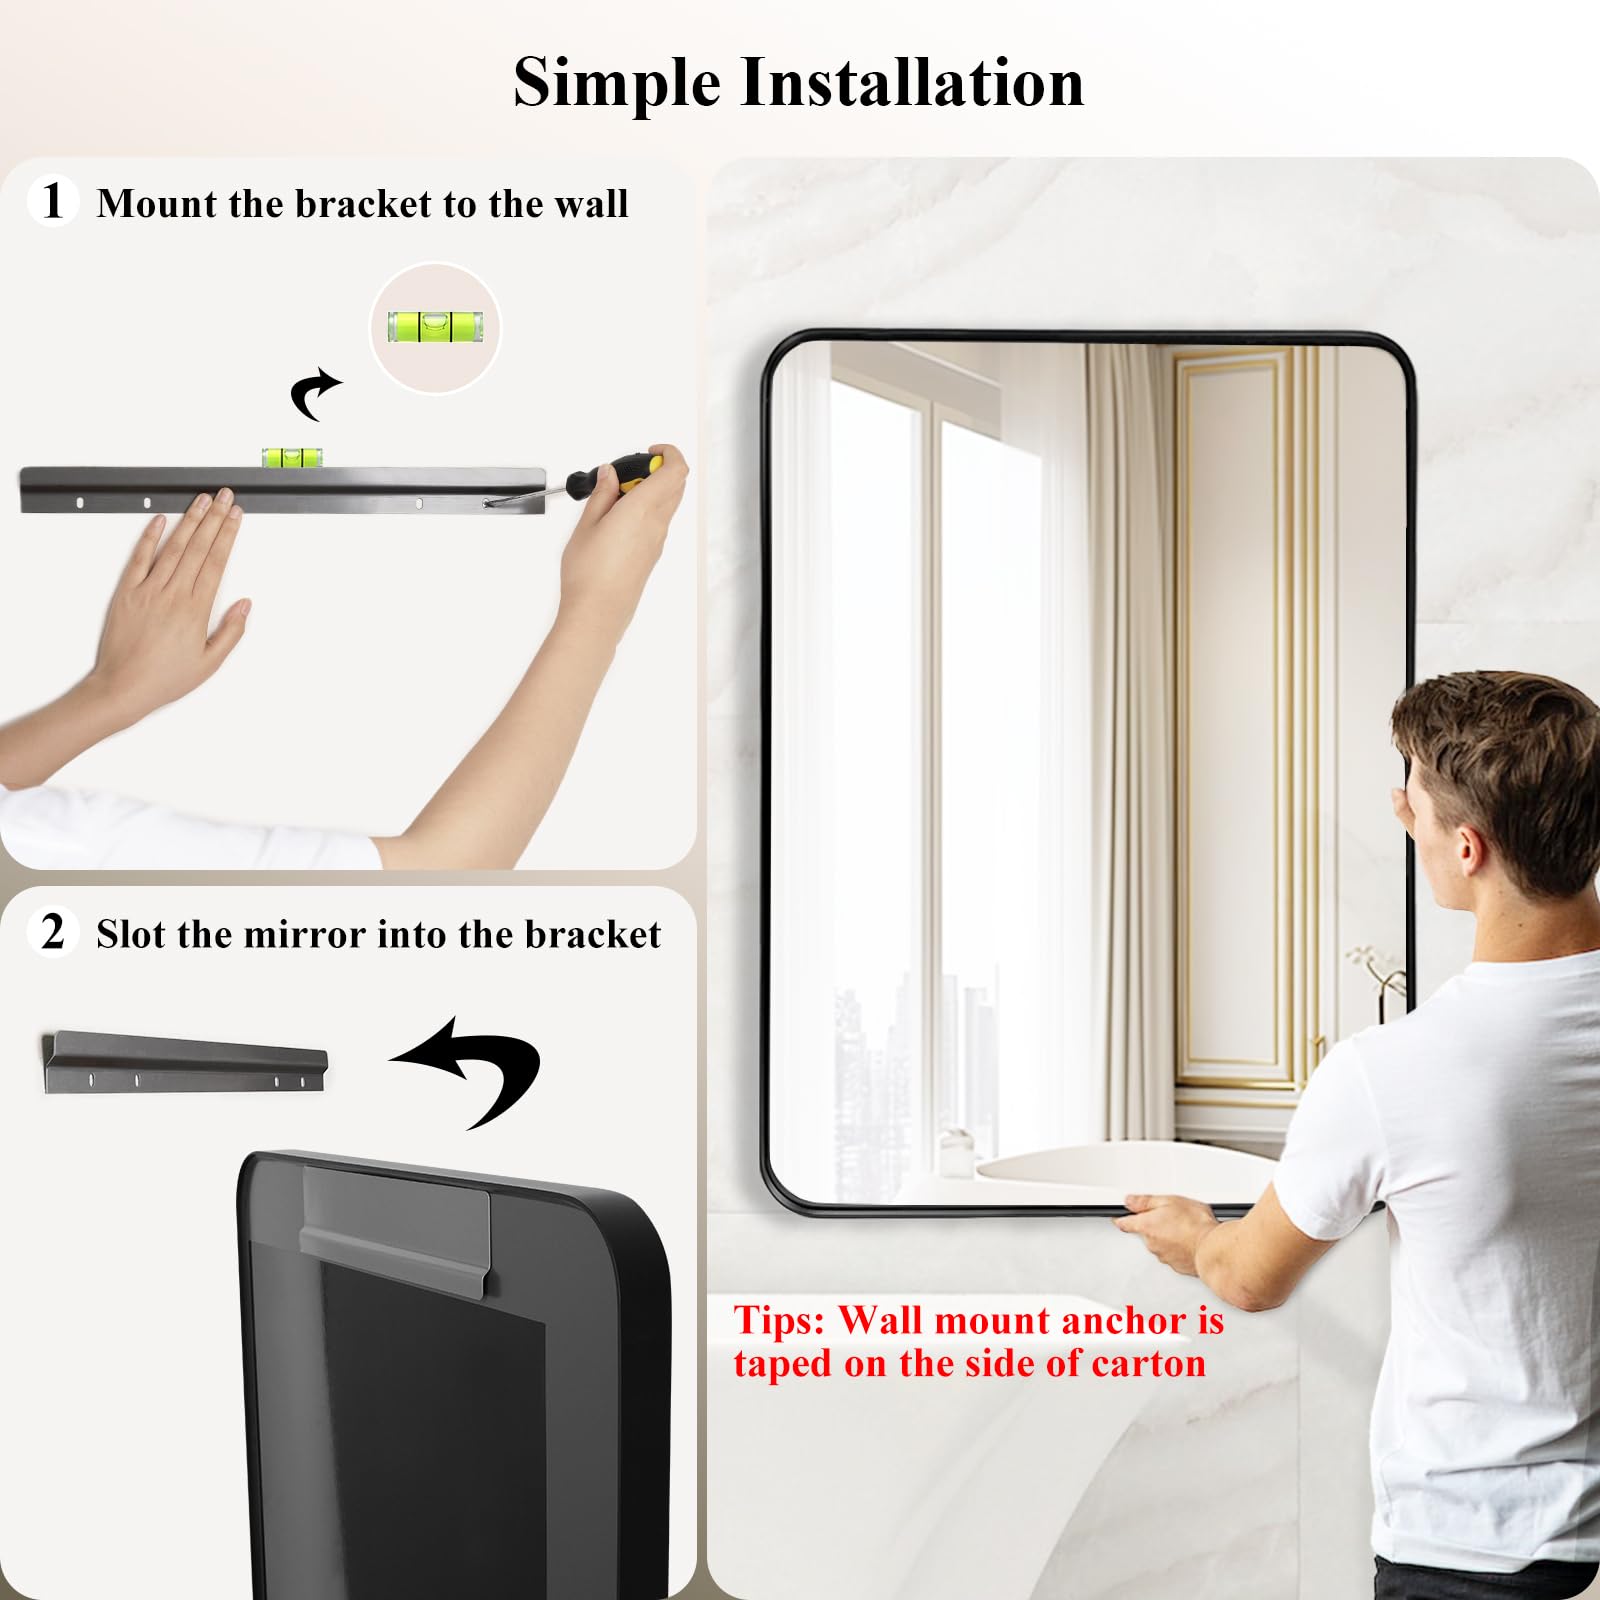 Simple Installation
1 Mount the bracket to the wall
2 Slot the mirror into the bracket
Tips: Wall mount anchor is
taped on the side of carton